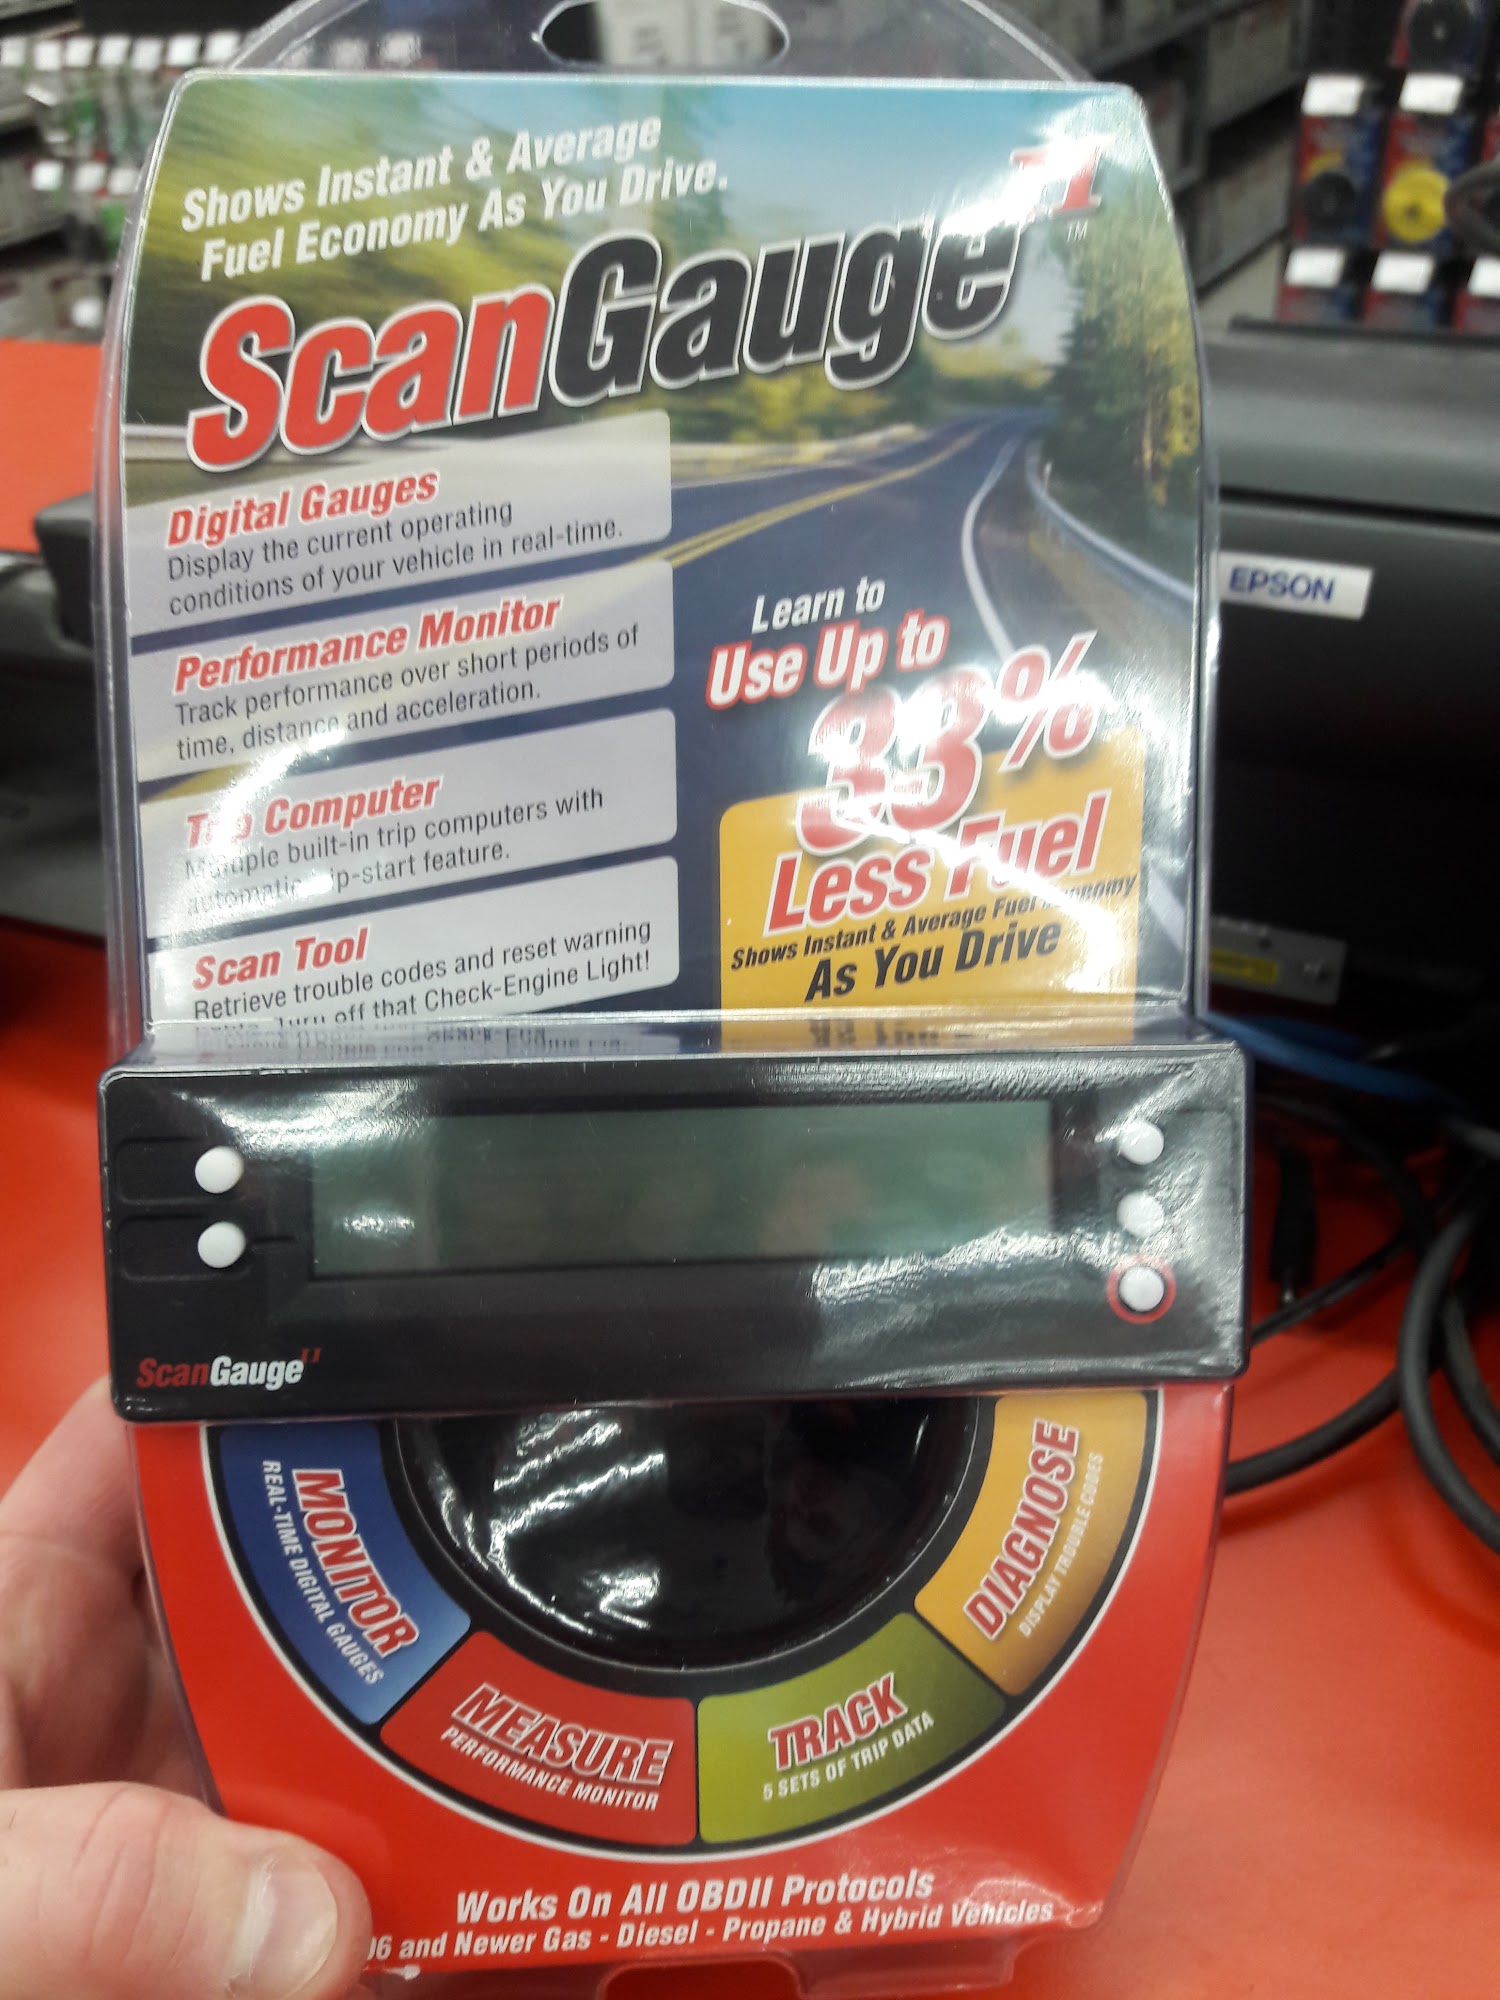 Shows Instant & Average
Fuel Economy As You Drive.
ScanGauge II
TM
Digital Gauges
Display the current operating
conditions of your vehicle in real-time.
Performance Monitor
Track performance over short periods of
time, distance and acceleration.
Computer
built-in trip computers with
feature.
Scan Tool
Retrieve trouble codes and reset warning
off that Check-Engine Light!
Learn to
Use Up to
33%
Less Fuel
Shows Instant & Average Fuel Economy
As You Drive
EPSON
ScanGauge II
MONITOR
REAL-TIME DIGITAL GAUGES
MEASURE
PERFORMANCE MONITOR
TRACK
5 SETS OF TRIP DATA
DIAGNOSE
DISPLAY TROUBLE CODES
Works On All OBDII Protocols
and Newer Gas - Diesel - Propane & Hybrid Vehicles